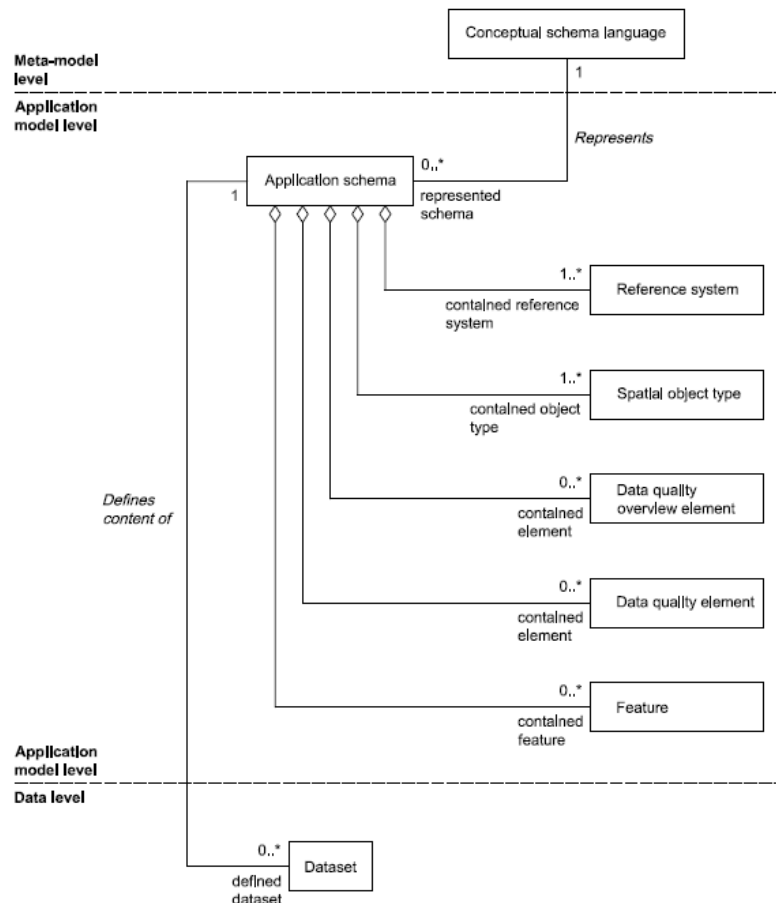 Conceptual schema language
Meta-model
level
1
Application
model level
Represents
0..*
Application schema
1
represented
schema
1..*
Reference system
contained reference
system
1..*
Spatial object type
contained object
type
0..*
Data quality
overview element
contained
element
Defines
content of
0..*
Data quality element
contained
element
0..*
Feature
contained
feature
Application
model level
Data level
0..*
Dataset
defined
dataset